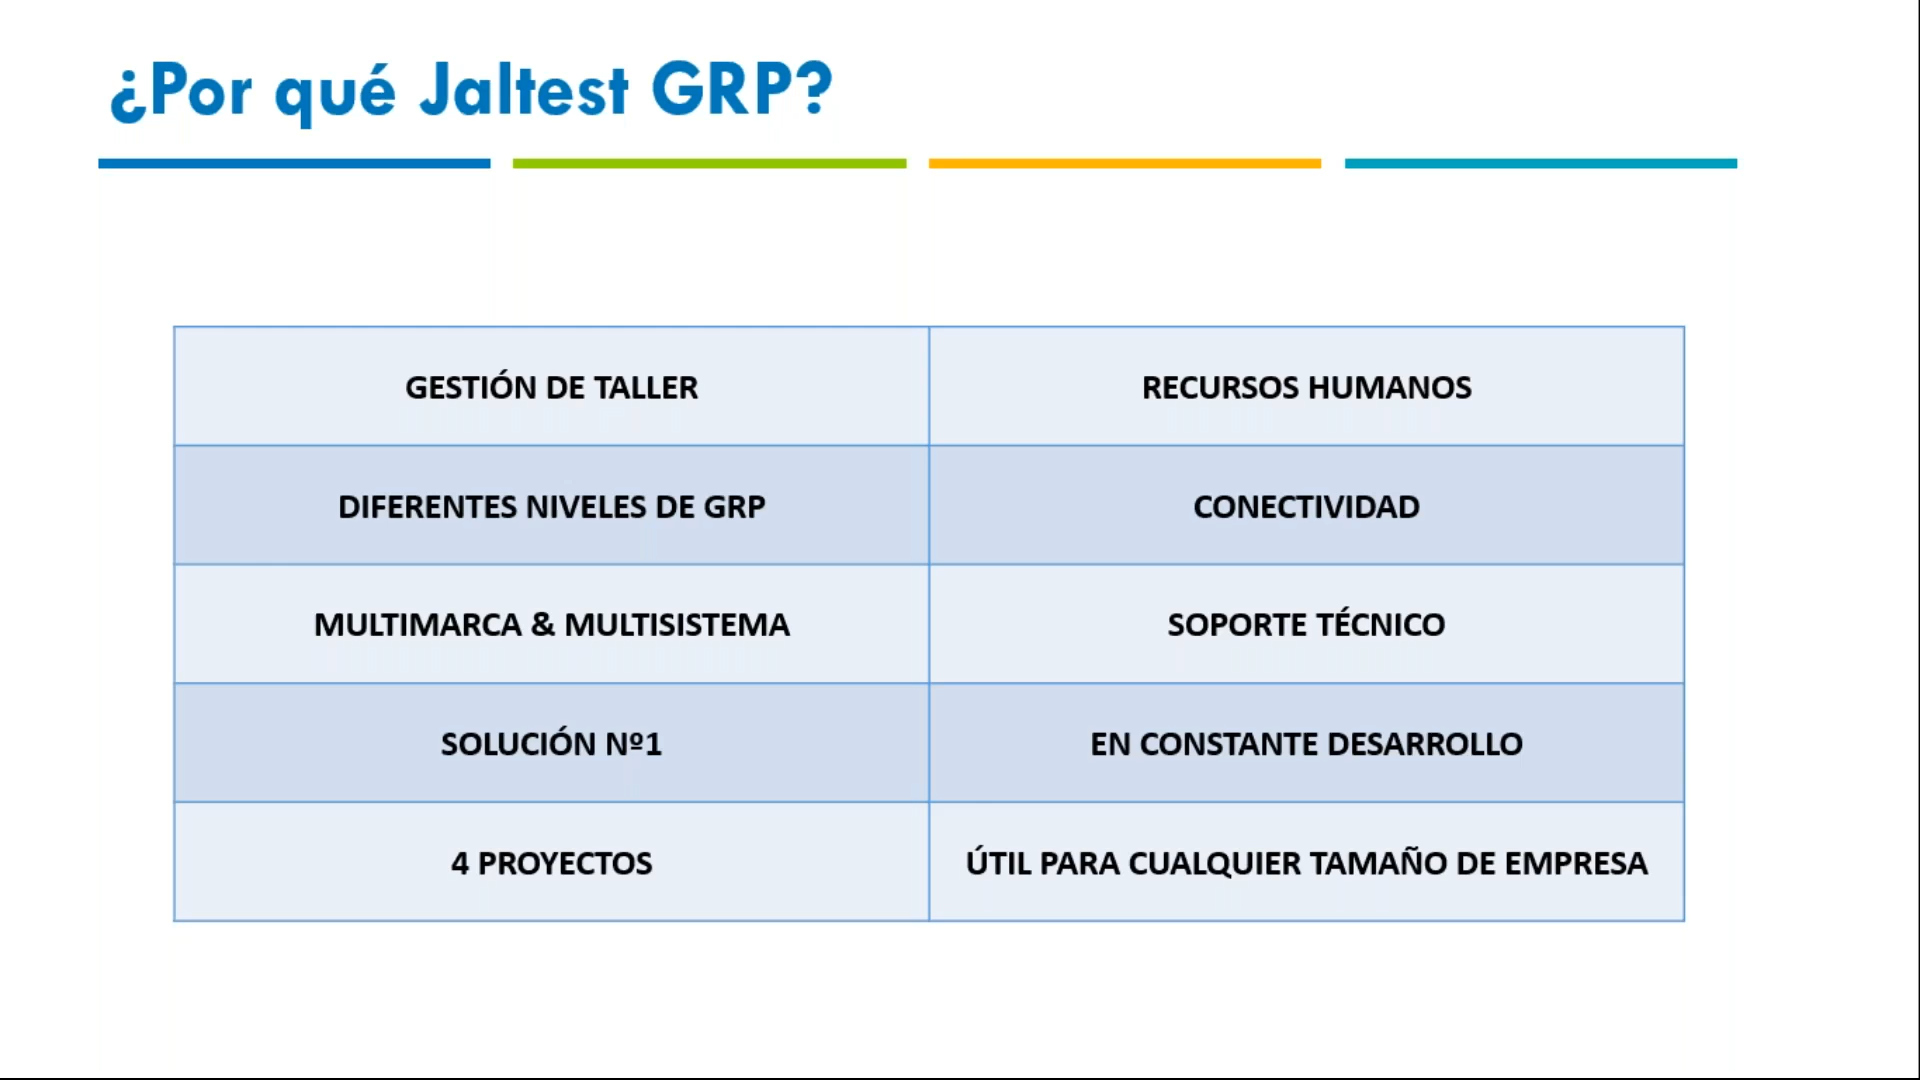 ¿Por qué Jaltest GRP?
GESTIÓN DE TALLER
RECURSOS HUMANOS
DIFERENTES NIVELES DE GRP
CONECTIVIDAD
MULTIMARCA & MULTISISTEMA
SOPORTE TÉCNICO
SOLUCIÓN Nº1
EN CONSTANTE DESARROLLO
4 PROYECTOS
ÚTIL PARA CUALQUIER TAMAÑO DE EMPRESA